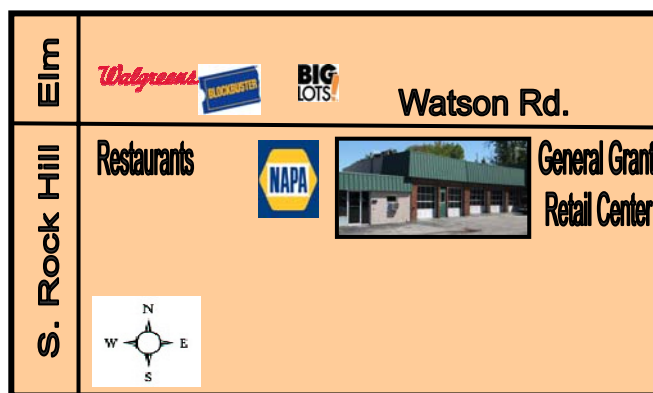 Elm
Walgreens
BLOCKBUSTER
BIG
LOTS!
Watson Rd.
S. Rock Hill
Restaurants
NAPA
General Grant
Retail Center
N
W E
S